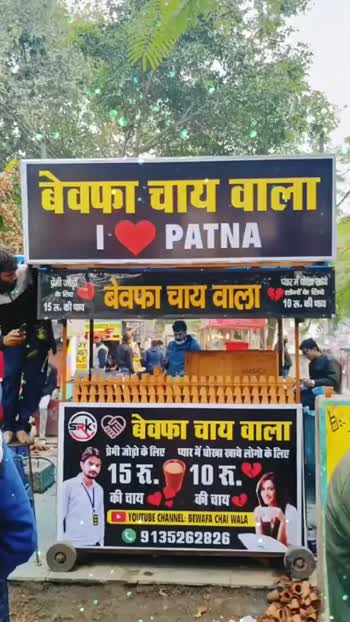 बेवफा चाय वाला
I ❤ PATNA
प्रेमी जोड़ो के लिए 15 रु. की चाय
बेवफा चाय वाला
प्यार में धोखा खाये लोगों के लिये 10 रु. की चाय
SRK
बेवफा चाय वाला
प्रेमी जोड़ो के लिए
प्यार में धोखा खाये लोगो के लिए
15 रु. 10 रु.
की चाय की चाय
YOUTUBE CHANNEL: BEWAFA CHAI WALA
9135262826